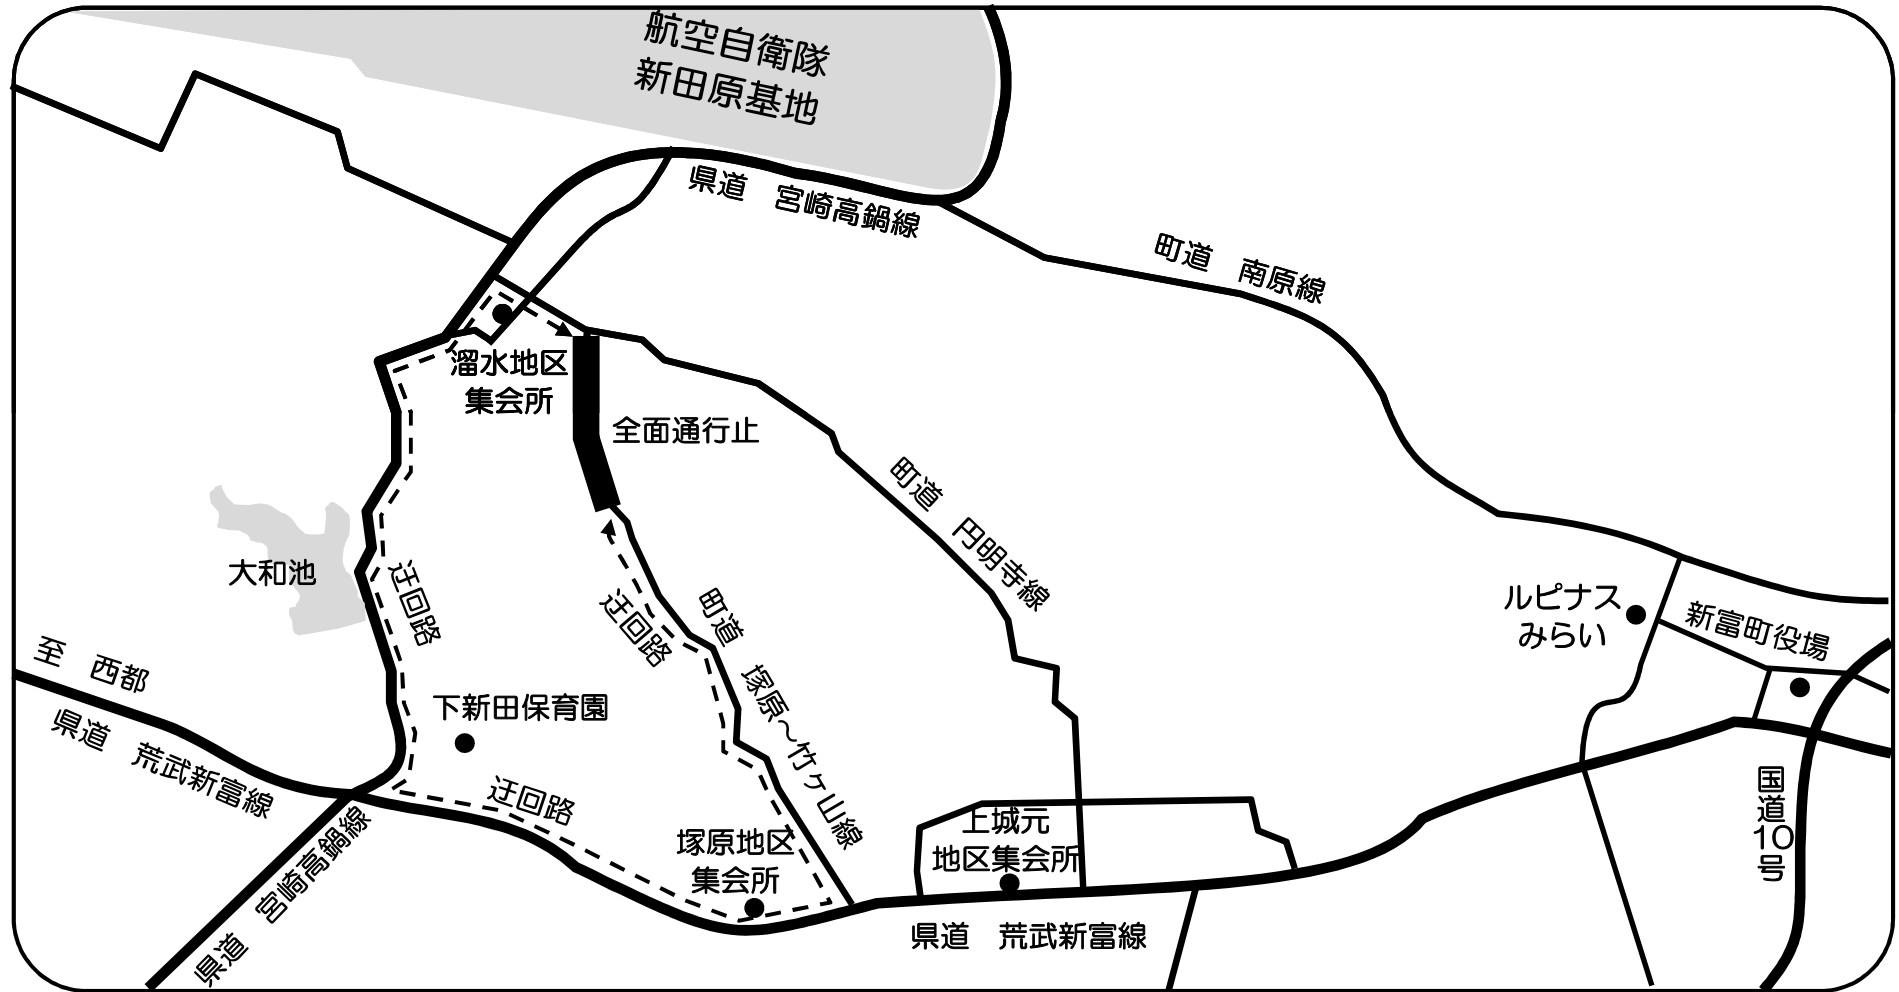 航空自衛隊
新田原基地
県道　宮崎高鍋線
町道　南原線
溜水地区
集会所
全面通行止
町道　円明寺線
大和池
迂回路
迂回路
町道　塚原～竹ヶ山線
ルピナス
みらい
新富町役場
至　西都
県道　荒武新富線
下新田保育園
迂回路
県道　宮崎高鍋線
塚原地区
集会所
上城元
地区集会所
県道　荒武新富線
国道10号